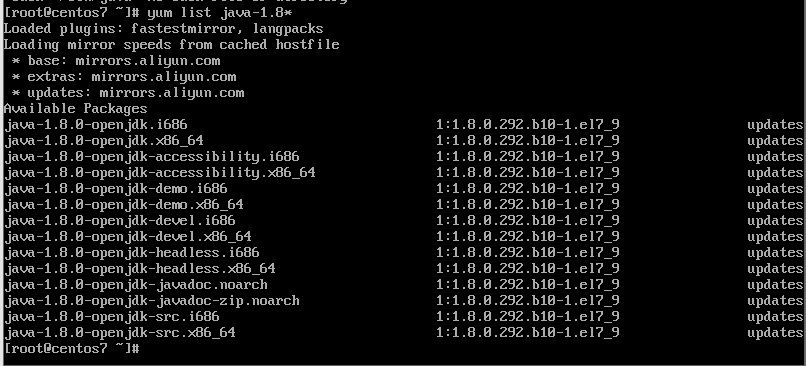 [root@centos7 ~]# yum list java-1.8*
Loaded plugins: fastestmirror, langpacks
Loading mirror speeds from cached hostfile
 * base: mirrors.aliyun.com
 * extras: mirrors.aliyun.com
 * updates: mirrors.aliyun.com
Available Packages
java-1.8.0-openjdk.i686 1:1.8.0.292.b10-1.el7_9 updates
java-1.8.0-openjdk.x86_64 1:1.8.0.292.b10-1.el7_9 updates
java-1.8.0-openjdk-accessibility.i686 1:1.8.0.292.b10-1.el7_9 updates
java-1.8.0-openjdk-accessibility.x86_64 1:1.8.0.292.b10-1.el7_9 updates
java-1.8.0-openjdk-demo.i686 1:1.8.0.292.b10-1.el7_9 updates
java-1.8.0-openjdk-demo.x86_64 1:1.8.0.292.b10-1.el7_9 updates
java-1.8.0-openjdk-devel.i686 1:1.8.0.292.b10-1.el7_9 updates
java-1.8.0-openjdk-devel.x86_64 1:1.8.0.292.b10-1.el7_9 updates
java-1.8.0-openjdk-headless.i686 1:1.8.0.292.b10-1.el7_9 updates
java-1.8.0-openjdk-headless.x86_64 1:1.8.0.292.b10-1.el7_9 updates
java-1.8.0-openjdk-javadoc.noarch 1:1.8.0.292.b10-1.el7_9 updates
java-1.8.0-openjdk-javadoc-zip.noarch 1:1.8.0.292.b10-1.el7_9 updates
java-1.8.0-openjdk-src.i686 1:1.8.0.292.b10-1.el7_9 updates
java-1.8.0-openjdk-src.x86_64 1:1.8.0.292.b10-1.el7_9 updates
[root@centos7 ~]#